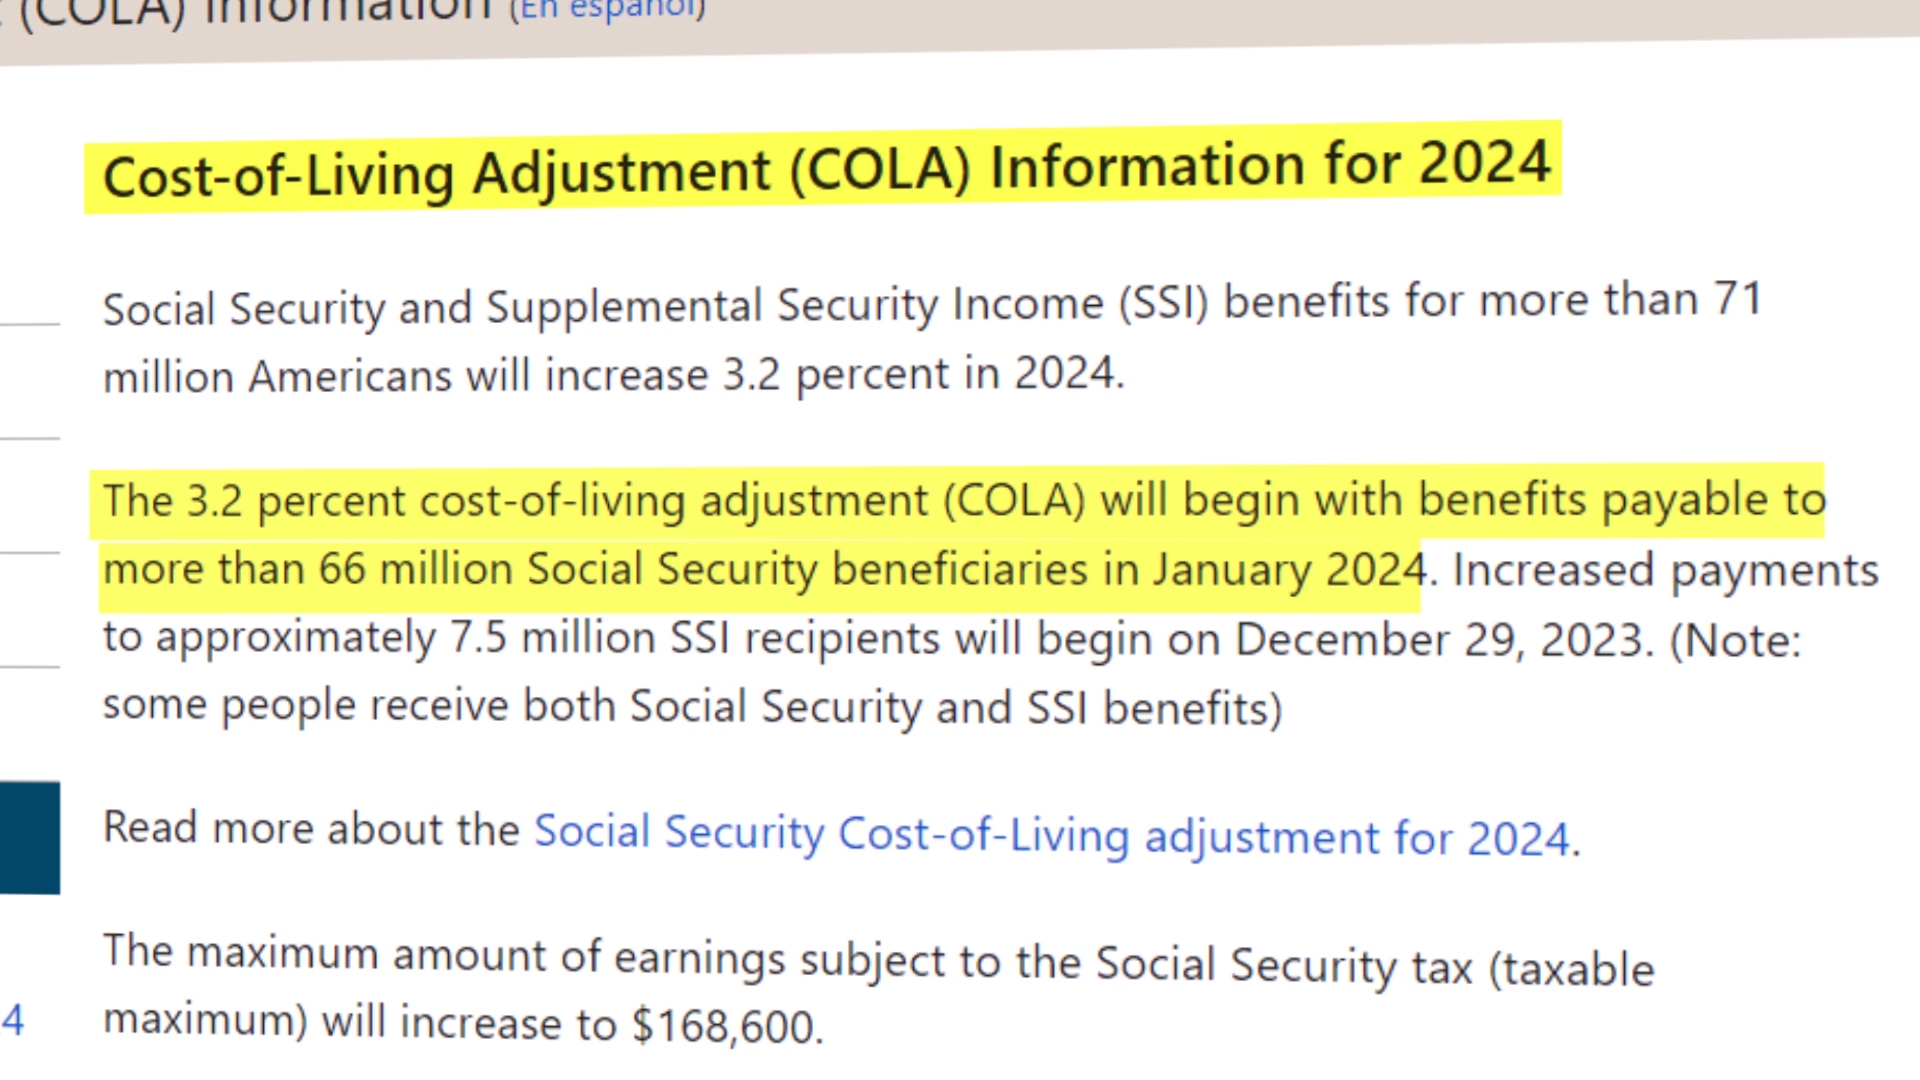 (COLA) Information (En español)
Cost-of-Living Adjustment (COLA) Information for 2024
Social Security and Supplemental Security Income (SSI) benefits for more than 71
million Americans will increase 3.2 percent in 2024.
The 3.2 percent cost-of-living adjustment (COLA) will begin with benefits payable to
more than 66 million Social Security beneficiaries in January 2024. Increased payments
to approximately 7.5 million SSI recipients will begin on December 29, 2023. (Note:
some people receive both Social Security and SSI benefits)
Read more about the Social Security Cost-of-Living adjustment for 2024.
The maximum amount of earnings subject to the Social Security tax (taxable
4 maximum) will increase to $168,600.